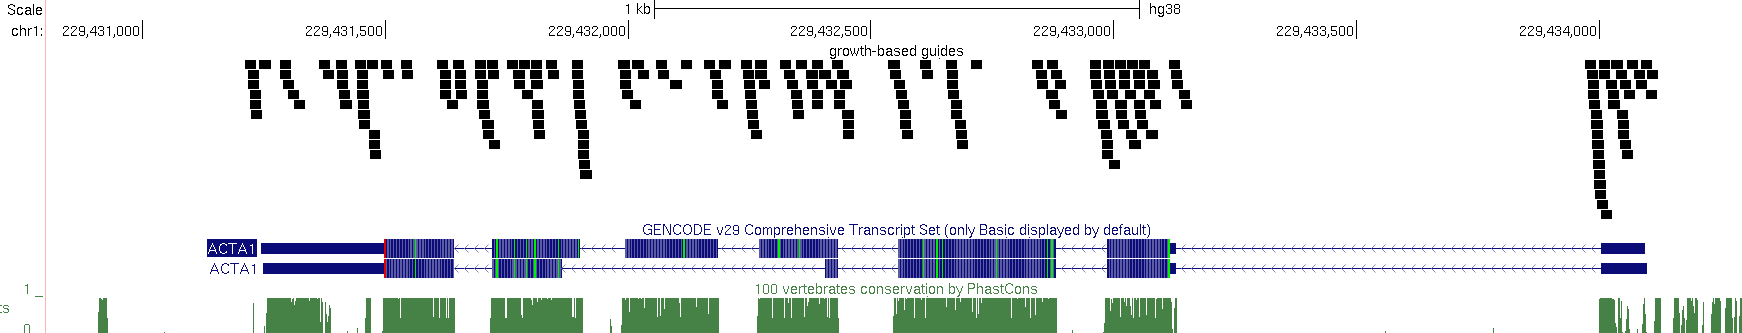 Scale 1 kb hg38
chr1: 229,431,000 229,431,500 229,432,000 229,432,500 229,433,000 229,433,500 229,434,000
growth-based guides
GENCODE v29 Comprehensive Transcript Set (only Basic displayed by default)
ACTA1
ACTA1
100 vertebrates conservation by PhastCons
1 _
ts
0